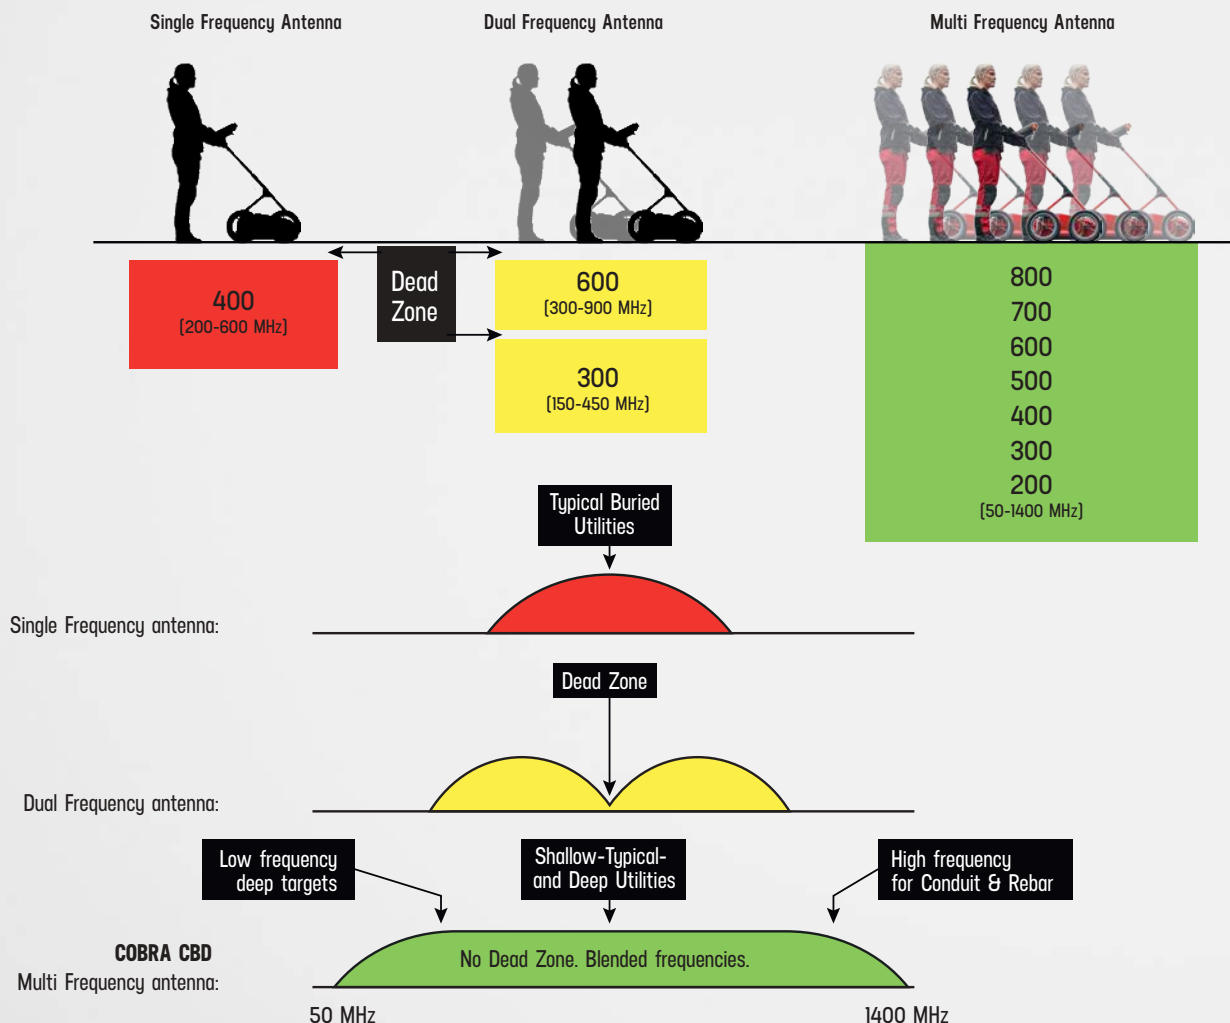 Single Frequency Antenna
Dual Frequency Antenna
Multi Frequency Antenna
Dead
Zone
400
(200-600 MHz)
600
(300-900 MHz)
300
(150-450 MHz)
800
700
600
500
400
300
200
(50-1400 MHz)
Typical Buried
Utilities
Single Frequency antenna:
Dead Zone
Dual Frequency antenna:
Low frequency
deep targets
Shallow-Typical-
and Deep Utilities
High frequency
for Conduit & Rebar
COBRA CBD
Multi Frequency antenna:
No Dead Zone. Blended frequencies.
50 MHz
1400 MHz